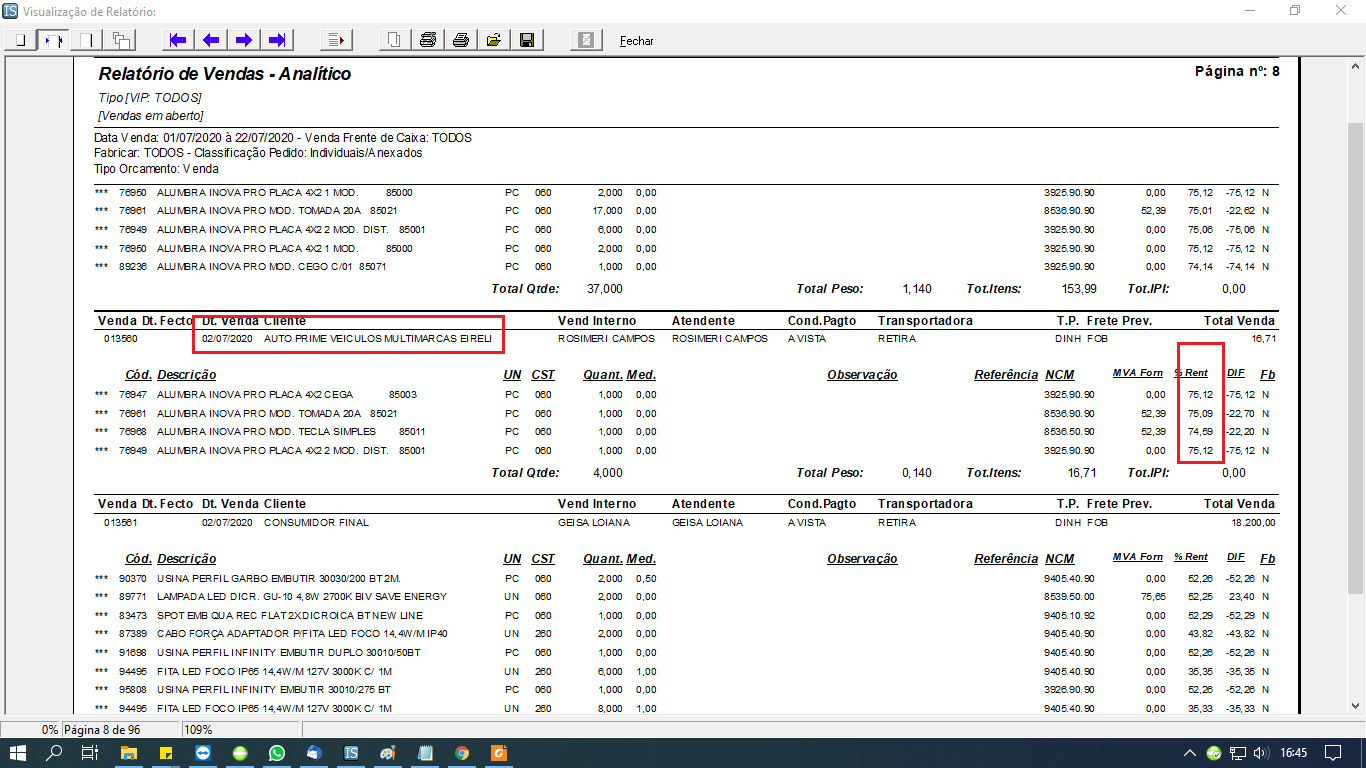 Visualização de Relatório:
Fechar
Relatório de Vendas - Analítico Página nº: 8
Tipo [VIP: TODOS]
[Vendas em aberto]
Data Venda: 01/07/2020 à 22/07/2020 - Venda Frente de Caixa: TODOS
Fabricar: TODOS - Classificação Pedido: Individuais/Anexados
Tipo Orcamento: Venda
*** 76950 ALUMBRA INOVA PRO PLACA 4X2 1 MOD. 85000 PC 060 2,000 0,00 3925.90.90 0,00 75,12 -75,12 N
*** 76961 ALUMBRA INOVA PRO MOD. TOMADA 20A 85021 PC 060 17,000 0,00 8536.90.90 52,39 75,01 -22,62 N
*** 76949 ALUMBRA INOVA PRO PLACA 4X2 2 MOD. DIST. 85001 PC 060 6,000 0,00 3925.90.90 0,00 75,06 -75,06 N
*** 76950 ALUMBRA INOVA PRO PLACA 4X2 1 MOD. 85000 PC 060 2,000 0,00 3925.90.90 0,00 75,12 -75,12 N
*** 89236 ALUMBRA INOVA PRO MOD. CEGO C/01 85071 PC 060 1,000 0,00 3925.90.90 0,00 74,14 -74,14 N
Total Qtde: 37,000 Total Peso: 1,140 Tot.Itens: 153,99 Tot.IPI: 0,00
Venda Dt. Fecto Dt. Venda Cliente Vend Interno Atendente Cond.Pagto Transportadora T.P. Frete Prev. Total Venda
013560 02/07/2020 AUTO PRIME VEICULOS MULTIMARCAS EIRELI ROSIMERI CAMPOS ROSIMERI CAMPOS A VISTA RETIRA DINH FOB 16,71
Cód. Descrição UN CST Quant. Med. Observação Referência NCM MVA Forn % Rent DIF Fb
*** 76947 ALUMBRA INOVA PRO PLACA 4X2 CEGA 85003 PC 060 1,000 0,00 3925.90.90 0,00 75,12 -75,12 N
*** 76961 ALUMBRA INOVA PRO MOD. TOMADA 20A 85021 PC 060 1,000 0,00 8536.90.90 52,39 75,09 -22,70 N
*** 76968 ALUMBRA INOVA PRO MOD. TECLA SIMPLES 85011 PC 060 1,000 0,00 8536.50.90 52,39 74,59 -22,20 N
*** 76949 ALUMBRA INOVA PRO PLACA 4X2 2 MOD. DIST. 85001 PC 060 1,000 0,00 3925.90.90 0,00 75,12 -75,12 N
Total Qtde: 4,000 Total Peso: 0,140 Tot.Itens: 16,71 Tot.IPI: 0,00
Venda Dt. Fecto Dt. Venda Cliente Vend Interno Atendente Cond.Pagto Transportadora T.P. Frete Prev. Total Venda
013561 02/07/2020 CONSUMIDOR FINAL GEISA LOIANA GEISA LOIANA A VISTA RETIRA DINH FOB 18.200,00
Cód. Descrição UN CST Quant. Med. Observação Referência NCM MVA Forn % Rent DIF Fb
*** 90370 USINA PERFIL GARBO EMBUTIR 30030/200 BT 2M. PC 060 2,000 0,50 9405.40.90 0,00 52,26 -52,26 N
*** 89771 LAMPADA LED DICR. GU-10 4,8W 2700K BIV SAVE ENERGY UN 060 2,000 0,00 8539.50.00 75,65 52,25 23,40 N
*** 83473 SPOT EMB QUA REC FLAT 2X DICROICA BT NEW LINE PC 060 1,000 0,00 9405.10.92 0,00 52,29 -52,29 N
*** 87389 CABO FORÇA ADAPTADOR P/FITA LED FOCO 14,4W/M IP40 UN 260 2,000 0,00 9405.40.90 0,00 43,82 -43,82 N
*** 91698 USINA PERFIL INFINITY EMBUTIR DUPLO 30010/50BT PC 060 1,000 0,00 9405.40.90 0,00 52,26 -52,26 N
*** 94495 FITA LED FOCO IP65 14,4W/M 127V 3000K C/ 1M UN 260 6,000 1,00 9405.40.90 0,00 35,35 -35,35 N
*** 95808 USINA PERFIL INFINITY EMBUTIR 30010/275 BT PC 060 1,000 0,00 3926.90.90 0,00 52,26 -52,26 N
*** 94495 FITA LED FOCO IP65 14,4W/M 127V 3000K C/ 1M UN 260 8,000 1,00 9405.40.90 0,00 35,33 -35,33 N
0% Página 8 de 96 109%
16:45